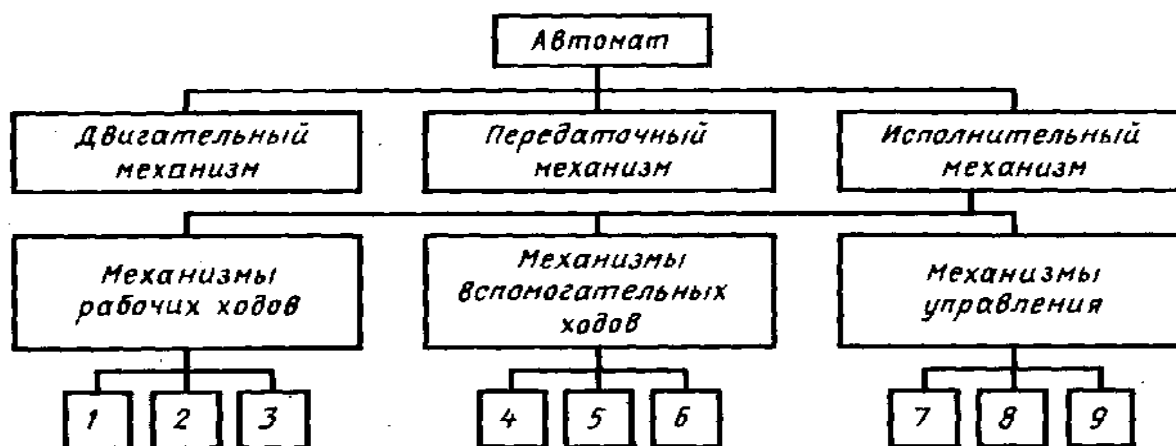 Автомат
Двигательный
механизм
Передаточный
механизм
Исполнительный
механизм
Механизмы
рабочих ходов
Механизмы
вспомогательных
ходов
Механизмы
управления
1 2 3 4 5 6 7 8 9